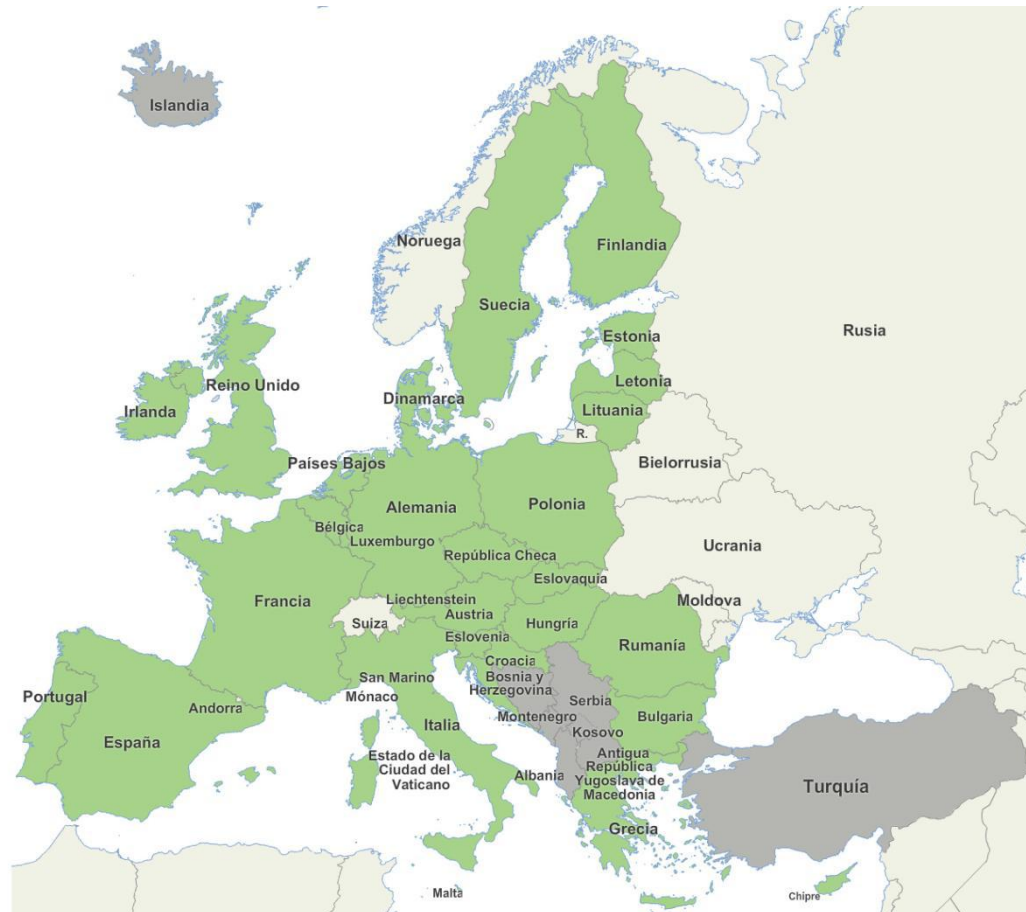 Islandia
Noruega
Finlandia
Suecia
Rusia
Estonia
Letonia
Reino Unido
Dinamarca
Irlanda
Lituania
R.
Países Bajos
Bielorrusia
Alemania
Polonia
Bélgica
Luxemburgo
Ucrania
República Checa
Eslovaquia
Liechtenstein
Francia
Austria
Moldova
Suiza
Hungría
Eslovenia
Rumanía
Croacia
San Marino
Bosnia y
Herzegovina
Portugal
Mónaco
Serbia
Andorra
Montenegro
Bulgaria
Italia
Kosovo
España
Estado de la
Ciudad del
Vaticano
Antigua
República
Yugoslava de
Macedonia
Albania
Turquía
Grecia
Malta
Chipre